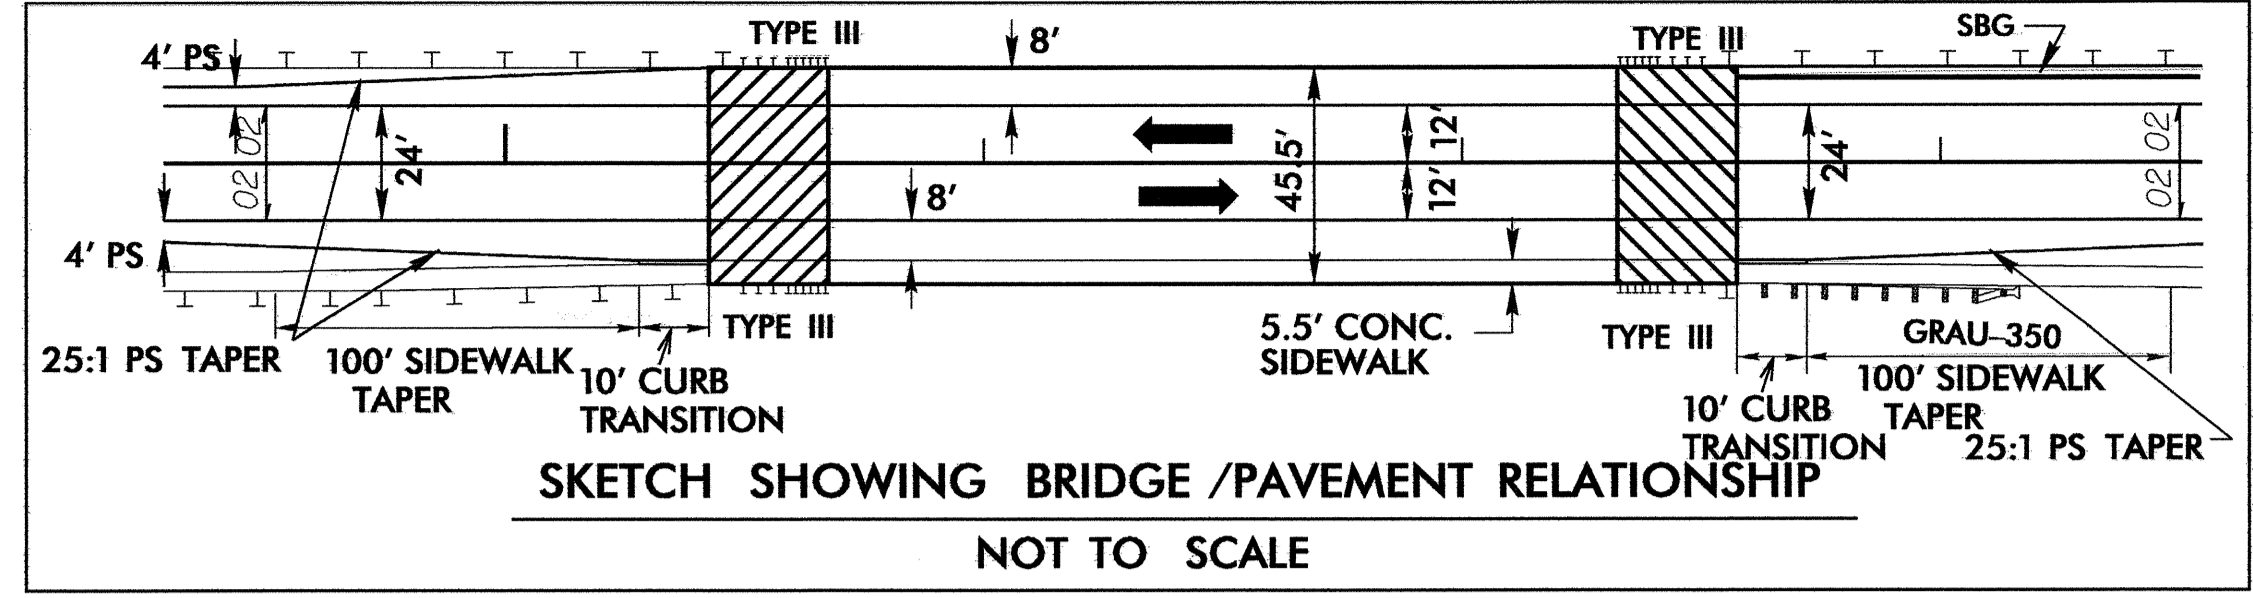 TYPE III
8'
TYPE III
SBG
4' PS
02
02
24'
8'
45.5'
12'
12'
24'
02
02
4' PS
TYPE III
5.5' CONC.
SIDEWALK
TYPE III
GRAU-350
25:1 PS TAPER
100' SIDEWALK
TAPER
10' CURB
TRANSITION
10' CURB
TRANSITION
100' SIDEWALK
TAPER
25:1 PS TAPER
SKETCH SHOWING BRIDGE /PAVEMENT RELATIONSHIP
NOT TO SCALE